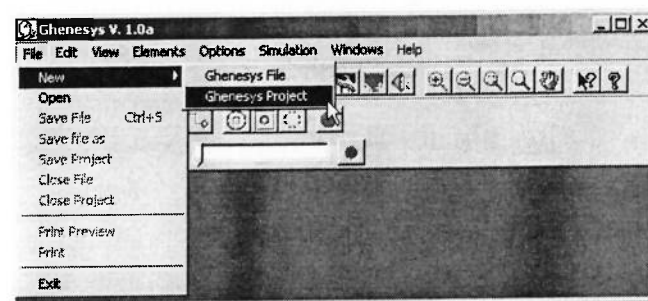 Ghenesys V. 1.0a
File Edit View Elements Options Simulation Windows Help
New
Ghenesys File
Open
Ghenesys Project
Save File Ctrl+S
Save file as
Save Project
Close File
Close Project
Print Preview
Print
Exit